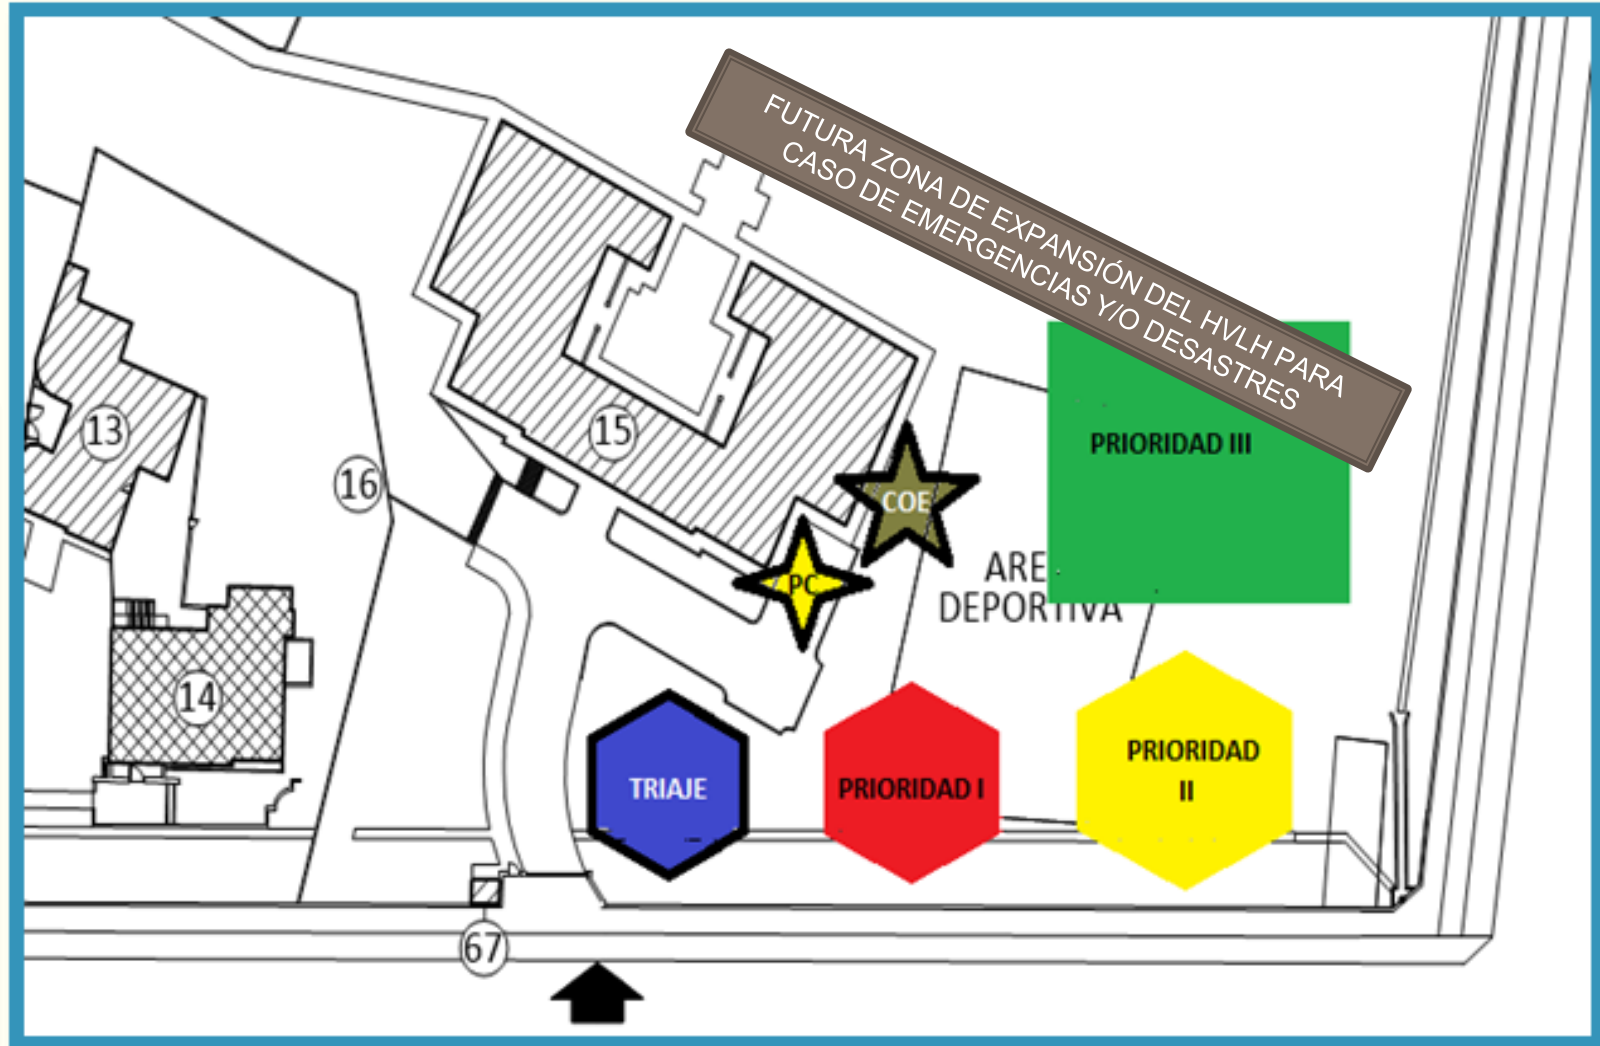 FUTURA ZONA DE EXPANSIÓN DEL HVLH PARA
CASO DE EMERGENCIAS Y/O DESASTRES
PRIORIDAD III
13
15
16
COE
ARE
DEPORTIVA
PC
14
TRIAJE
PRIORIDAD I
PRIORIDAD
II
67